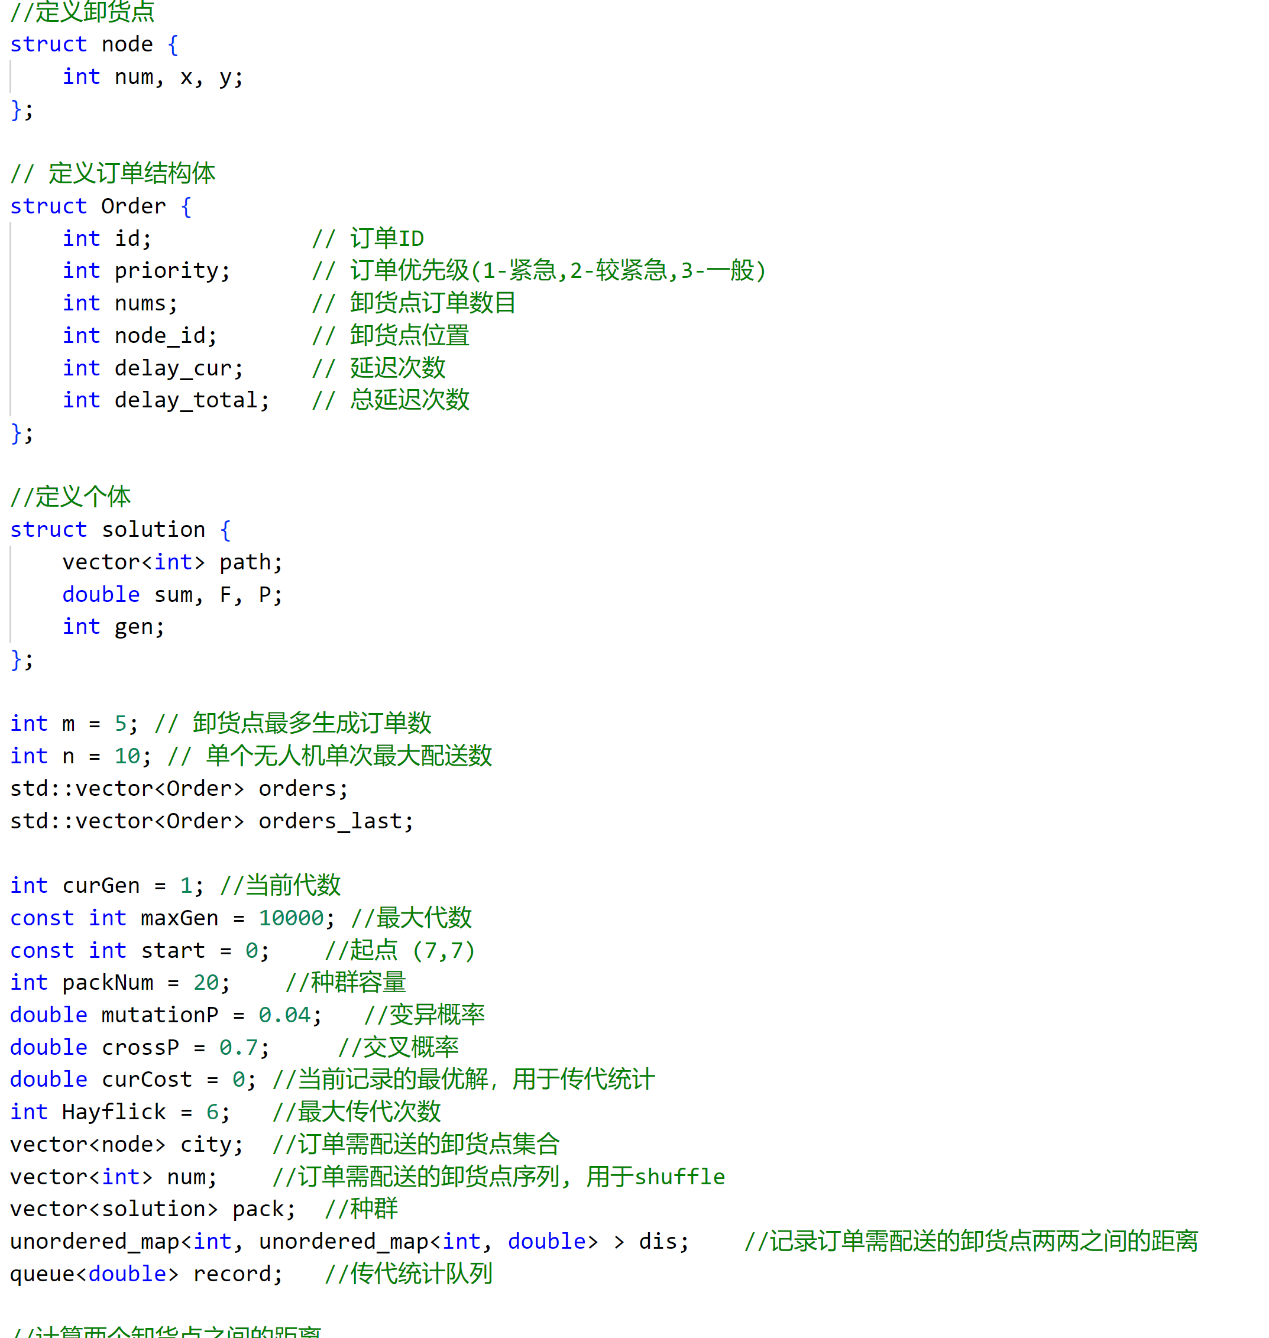 //定义卸货点
struct node {
    int num, x, y;
};
// 定义订单结构体
struct Order {
    int id;            // 订单ID
    int priority;      // 订单优先级(1-紧急,2-较紧急,3-一般)
    int nums;          // 卸货点订单数目
    int node_id;       // 卸货点位置
    int delay_cur;     // 延迟次数
    int delay_total;   // 总延迟次数
};
//定义个体
struct solution {
    vector<int> path;
    double sum, F, P;
    int gen;
};
int m = 5; // 卸货点最多生成订单数
int n = 10; // 单个无人机单次最大配送数
std::vector<Order> orders;
std::vector<Order> orders_last;
int curGen = 1; //当前代数
const int maxGen = 10000; //最大代数
const int start = 0;    //起点 (7,7)
int packNum = 20;    //种群容量
double mutationP = 0.04;   //变异概率
double crossP = 0.7;     //交叉概率
double curCost = 0; //当前记录的最优解, 用于传代统计
int Hayflick = 6;   //最大传代次数
vector<node> city;  //订单需配送的卸货点集合
vector<int> num;    //订单需配送的卸货点序列, 用于shuffle
vector<solution> pack;  //种群
unordered_map<int, unordered_map<int, double> > dis;    //记录订单需配送的卸货点两两之间的距离
queue<double> record;   //传代统计队列
//计算两个卸货点之间的距离